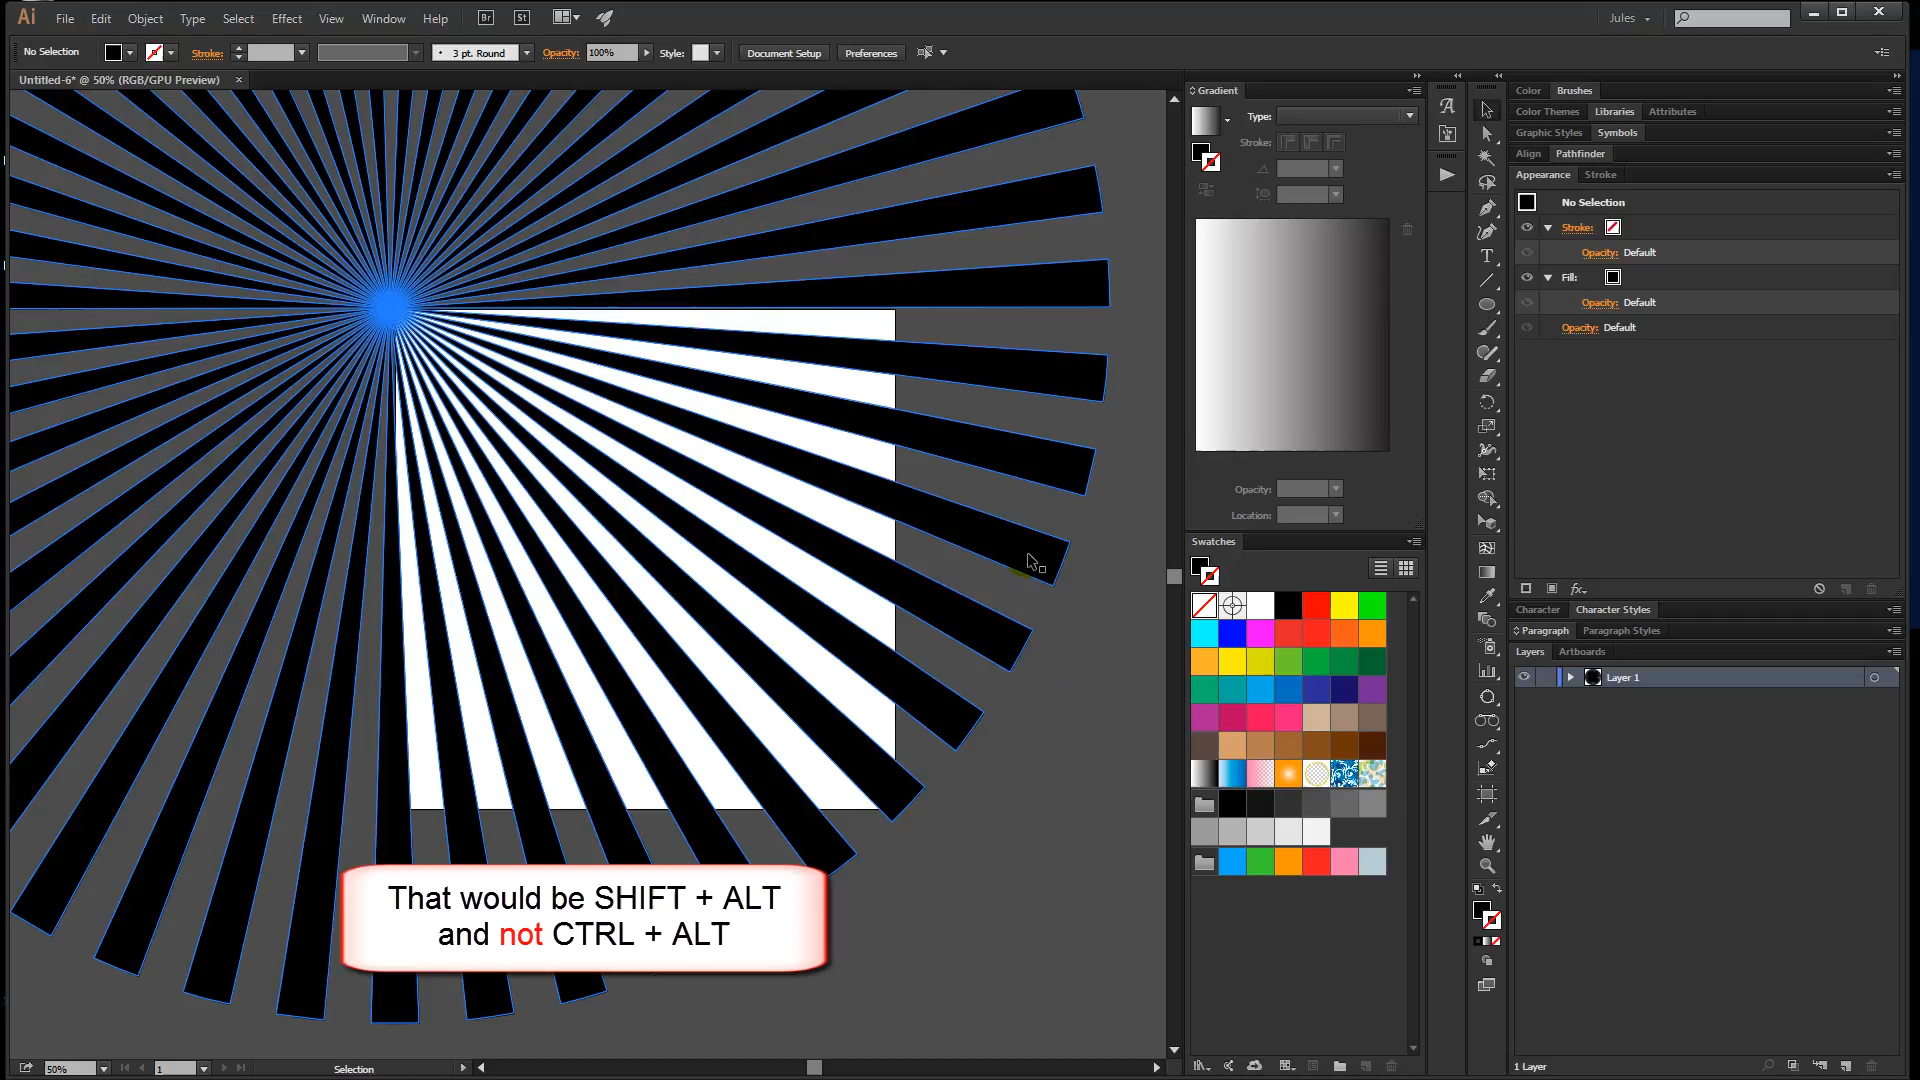 Ai File Edit Object Type Select Effect View Window Help Br St Jules
No Selection Stroke: 3 pt. Round Opacity: 100% Style: Document Setup Preferences
Untitled-6* @ 50% (RGB/GPU Preview) ×
Gradient
Type:
Stroke:
Opacity:
Location:
Swatches
Color Brushes
Color Themes Libraries Attributes
Graphic Styles Symbols
Align Pathfinder
Appearance Stroke
No Selection
Stroke:
Opacity: Default
Fill:
Opacity: Default
Opacity: Default
fx
Character Character Styles
Paragraph Paragraph Styles
Layers Artboards
Layer 1
That would be SHIFT + ALT
and not CTRL + ALT
50% 1 Selection
1 Layer